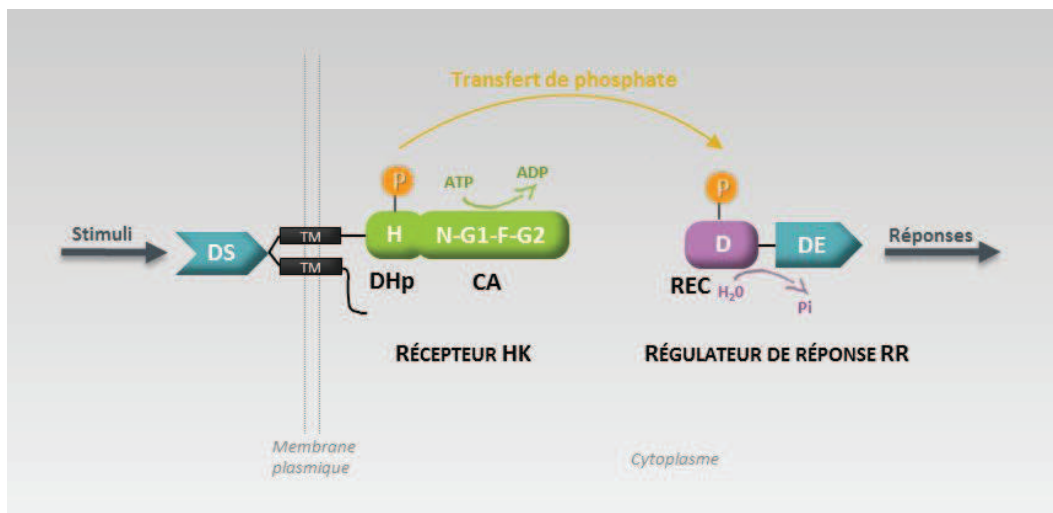 Transfert de phosphate
P
ATP
ADP
P
Stimuli
DS
TM
TM
H
N-G1-F-G2
D
DE
Réponses
DHp
CA
REC
H20
Pi
RÉCEPTEUR HK
RÉGULATEUR DE RÉPONSE RR
Membrane
plasmique
Cytoplasme